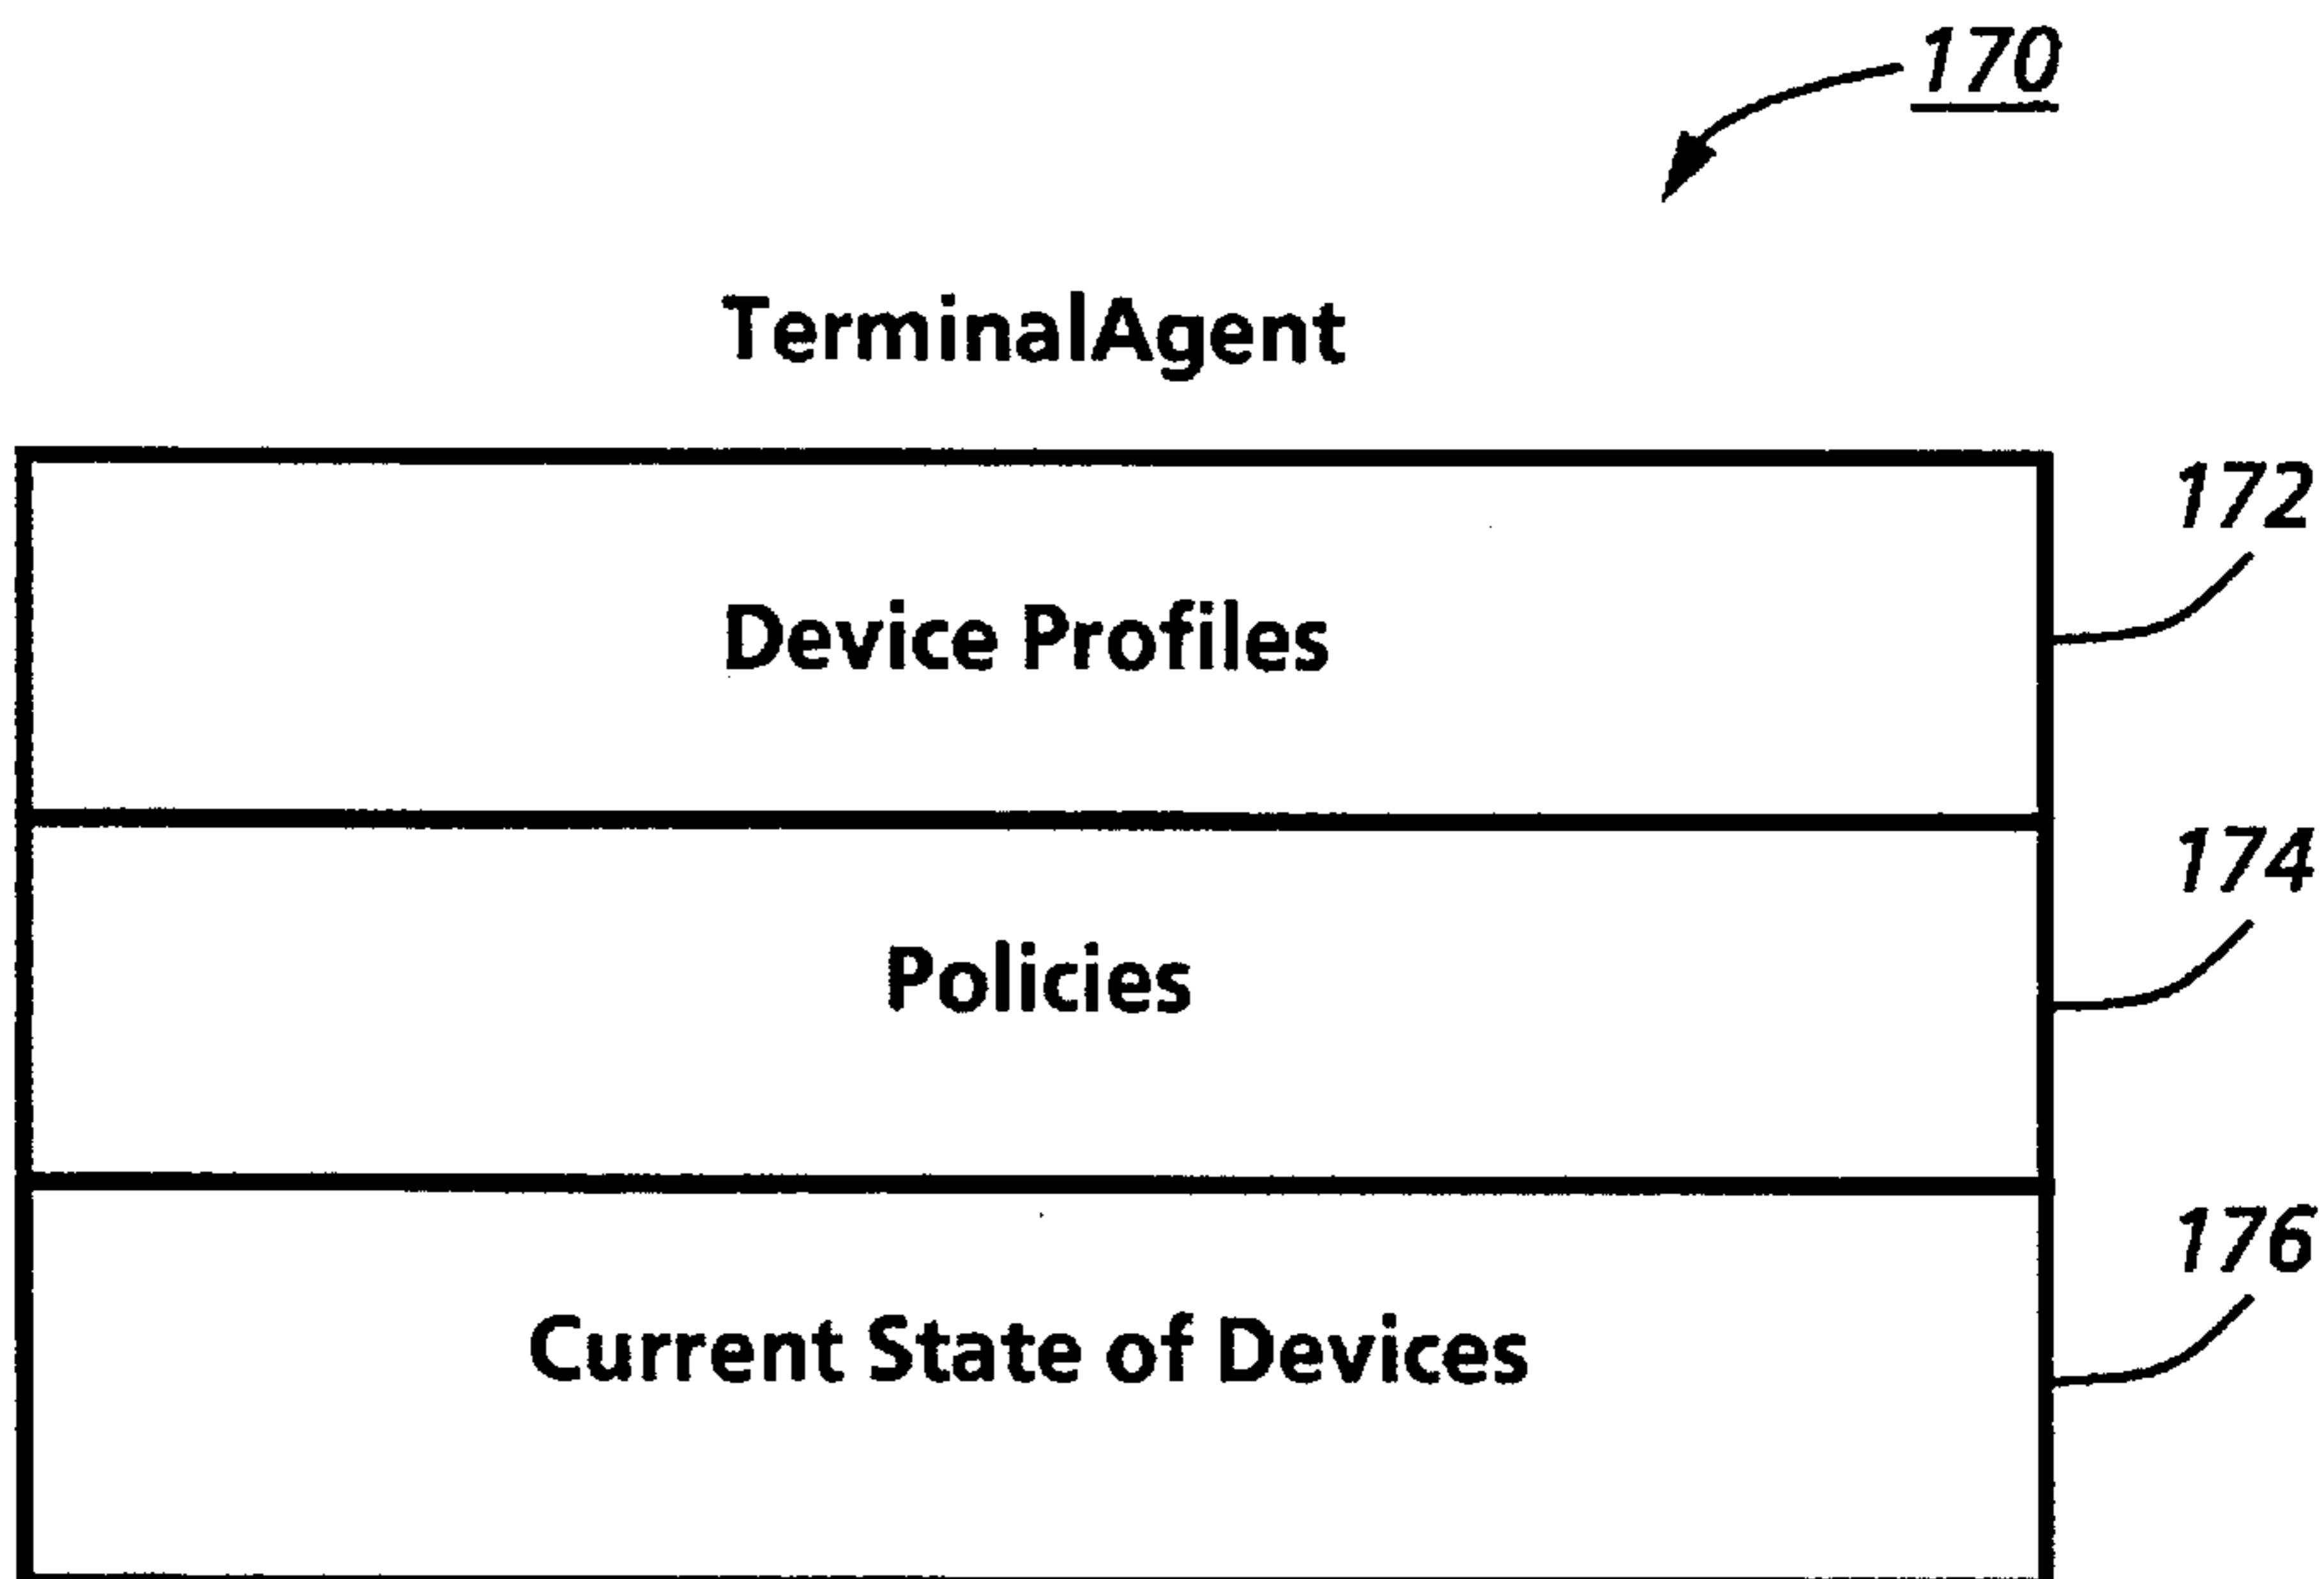 170
TerminalAgent
172
Device Profiles
174
Policies
176
Current State of Devices